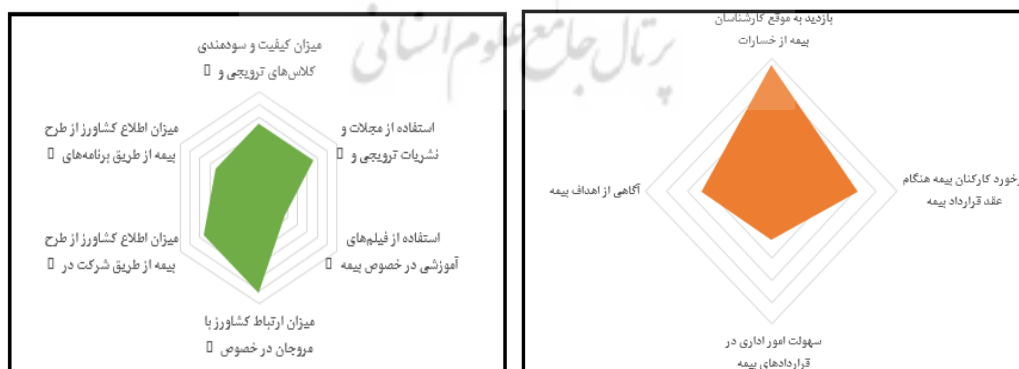 پرتال جامع علوم انسانی
میزان کیفیت و سودمندی
کلاس‌های ترویجی و
استفاده از مجلات و
نشریات ترویجی و
استفاده از فیلم‌های
آموزشی در خصوص بیمه
میزان ارتباط کشاورز با
مروجان در خصوص
میزان اطلاع کشاورز از طرح
بیمه از طریق شرکت در
میزان اطلاع کشاورز از طرح
بیمه از طریق برنامه‌های
بازدید به موقع کارشناسان
بیمه از خسارات
رخورد کارکنان بیمه هنگام
عقد قرارداد بیمه
سهولت امور اداری در
قراردادهای بیمه
آگاهی از اهداف بیمه